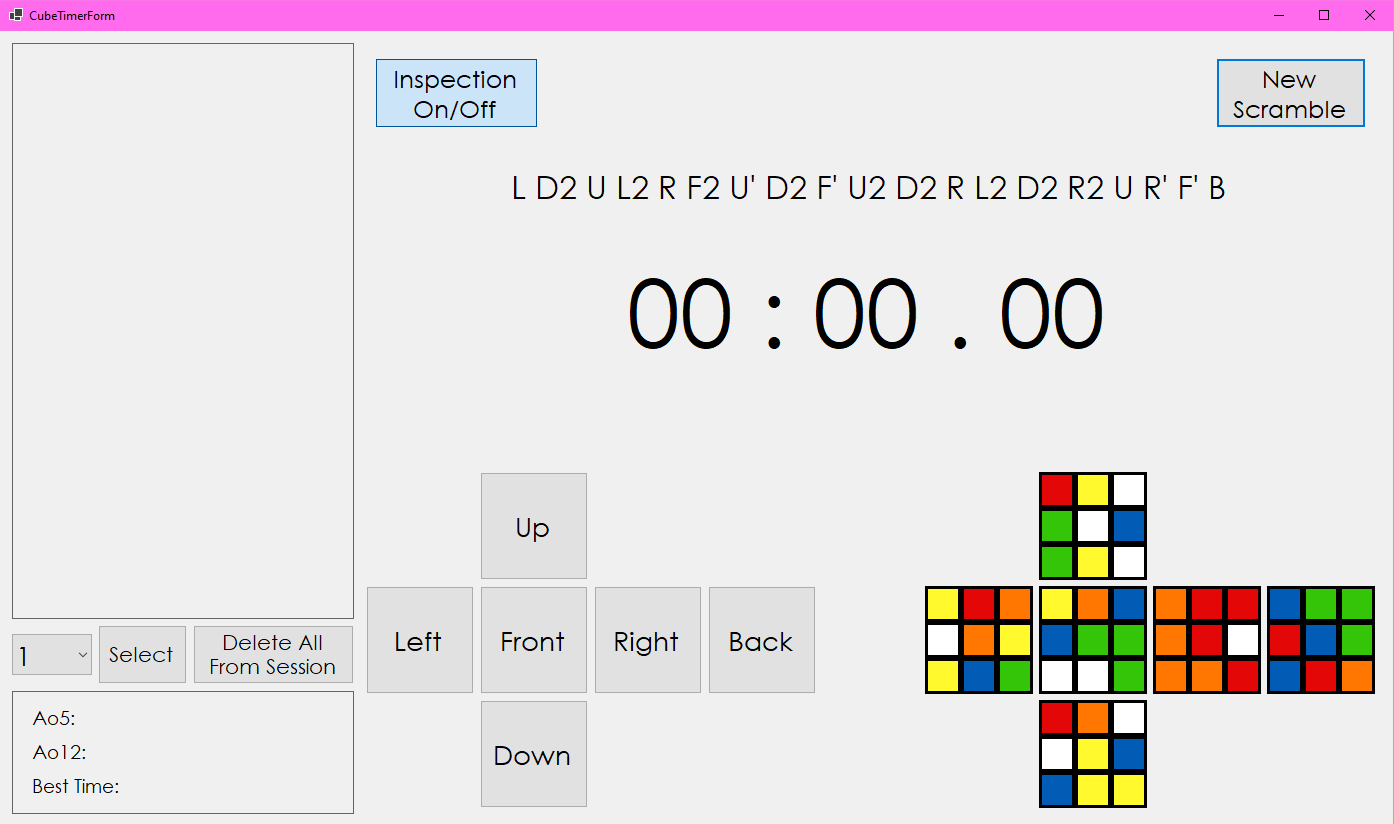 CubeTimerForm
Inspection
On/Off
New
Scramble
L D2 U L2 R F2 U' D2 F' U2 D2 R L2 D2 R2 U R' F' B
00 : 00 . 00
Up
Left
Front
Right
Back
Down
1
Select
Delete All
From Session
Ao5:
Ao12:
Best Time: